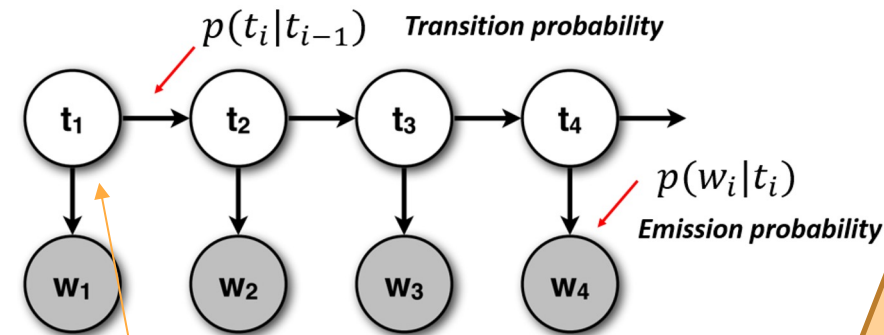 p(t_i|t_{i-1}) Transition probability
t₁ t₂ t₃ t₄
p(w_i|t_i)
Emission probability
w₁ w₂ w₃ w₄